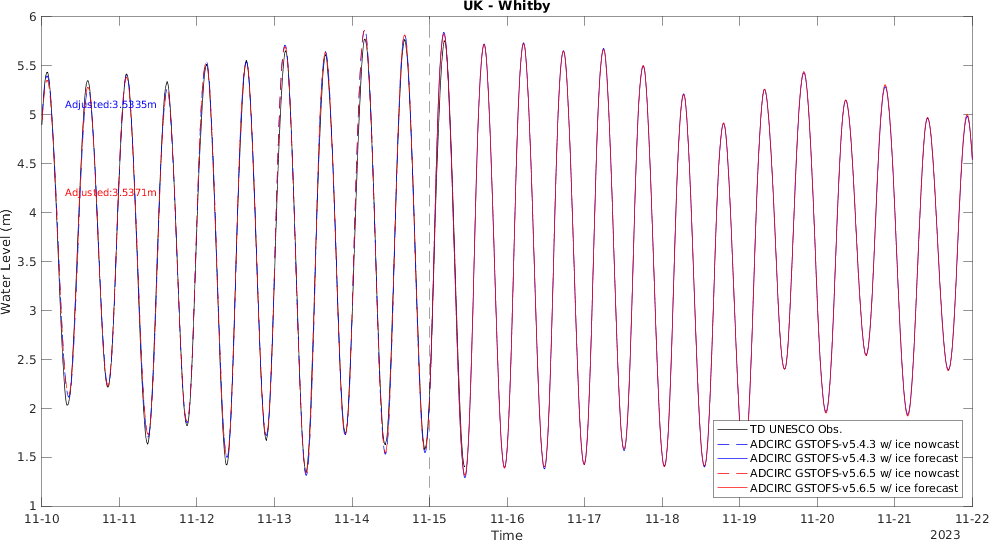 UK - Whitby
6
5.5
5
4.5
4
3.5
3
2.5
2
1.5
1
Water Level (m)
Adjusted:3.5335m
Adjusted:3.5371m
TD UNESCO Obs.
ADCIRC GSTOFS-v5.4.3 w/ ice nowcast
ADCIRC GSTOFS-v5.4.3 w/ ice forecast
ADCIRC GSTOFS-v5.6.5 w/ ice nowcast
ADCIRC GSTOFS-v5.6.5 w/ ice forecast
11-10 11-11 11-12 11-13 11-14 11-15 11-16 11-17 11-18 11-19 11-20 11-21 11-22
Time
2023